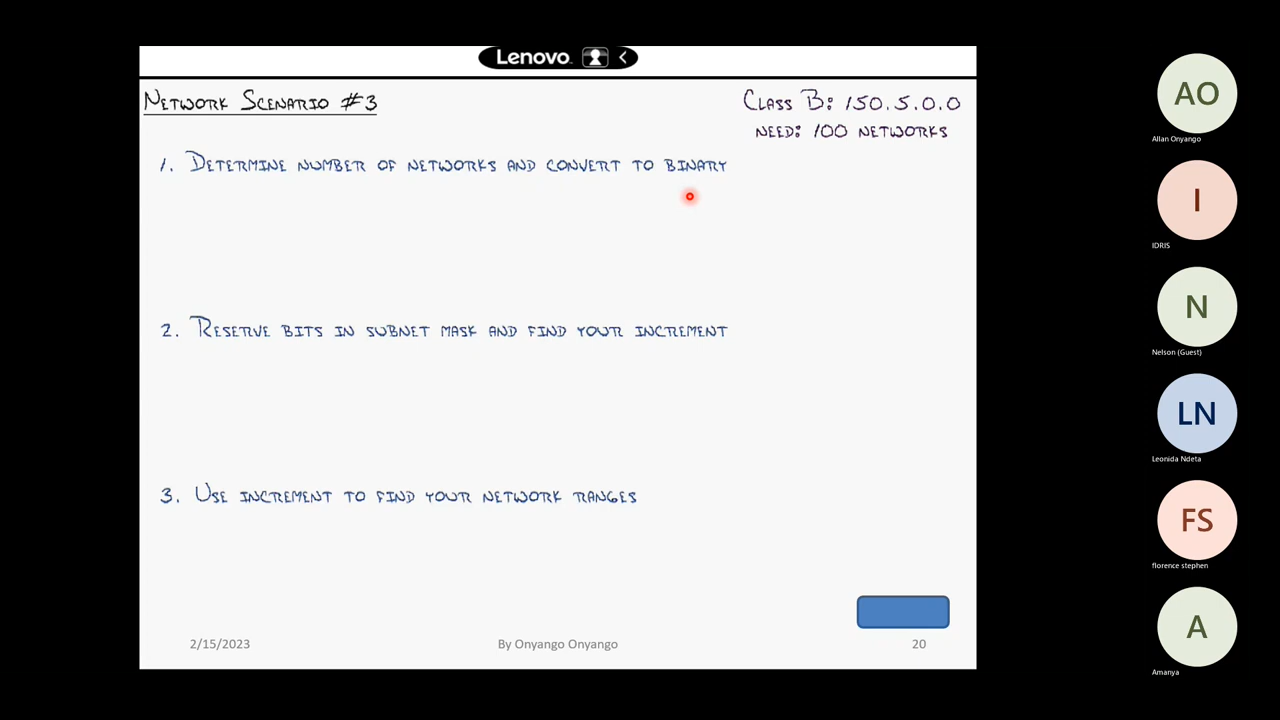 Lenovo
NETWORK SCENARIO #3
CLASS B: 150.5.0.0
NEED: 100 NETWORKS
1. DETERMINE NUMBER OF NETWORKS AND CONVERT TO BINARY
2. RESERVE BITS IN SUBNET MASK AND FIND YOUR INCREMENT
3. USE INCREMENT TO FIND YOUR NETWORK RANGES
2/15/2023
By Onyango Onyango
20
AO
Allan Onyango
I
IDRIS
N
Nelson (Guest)
LN
Leonida Ndeta
FS
florence stephen
A
Amanya